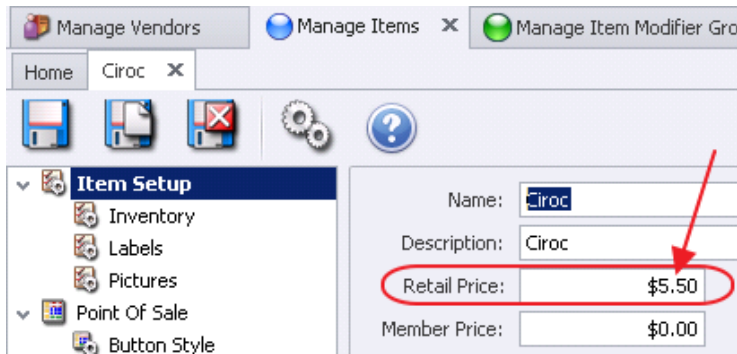 Manage Vendors Manage Items X Manage Item Modifier Gro
Home Ciroc X
Item Setup
Inventory
Labels
Pictures
Point Of Sale
Button Style
Name: Ciroc
Description: Ciroc
Retail Price: $5.50
Member Price: $0.00